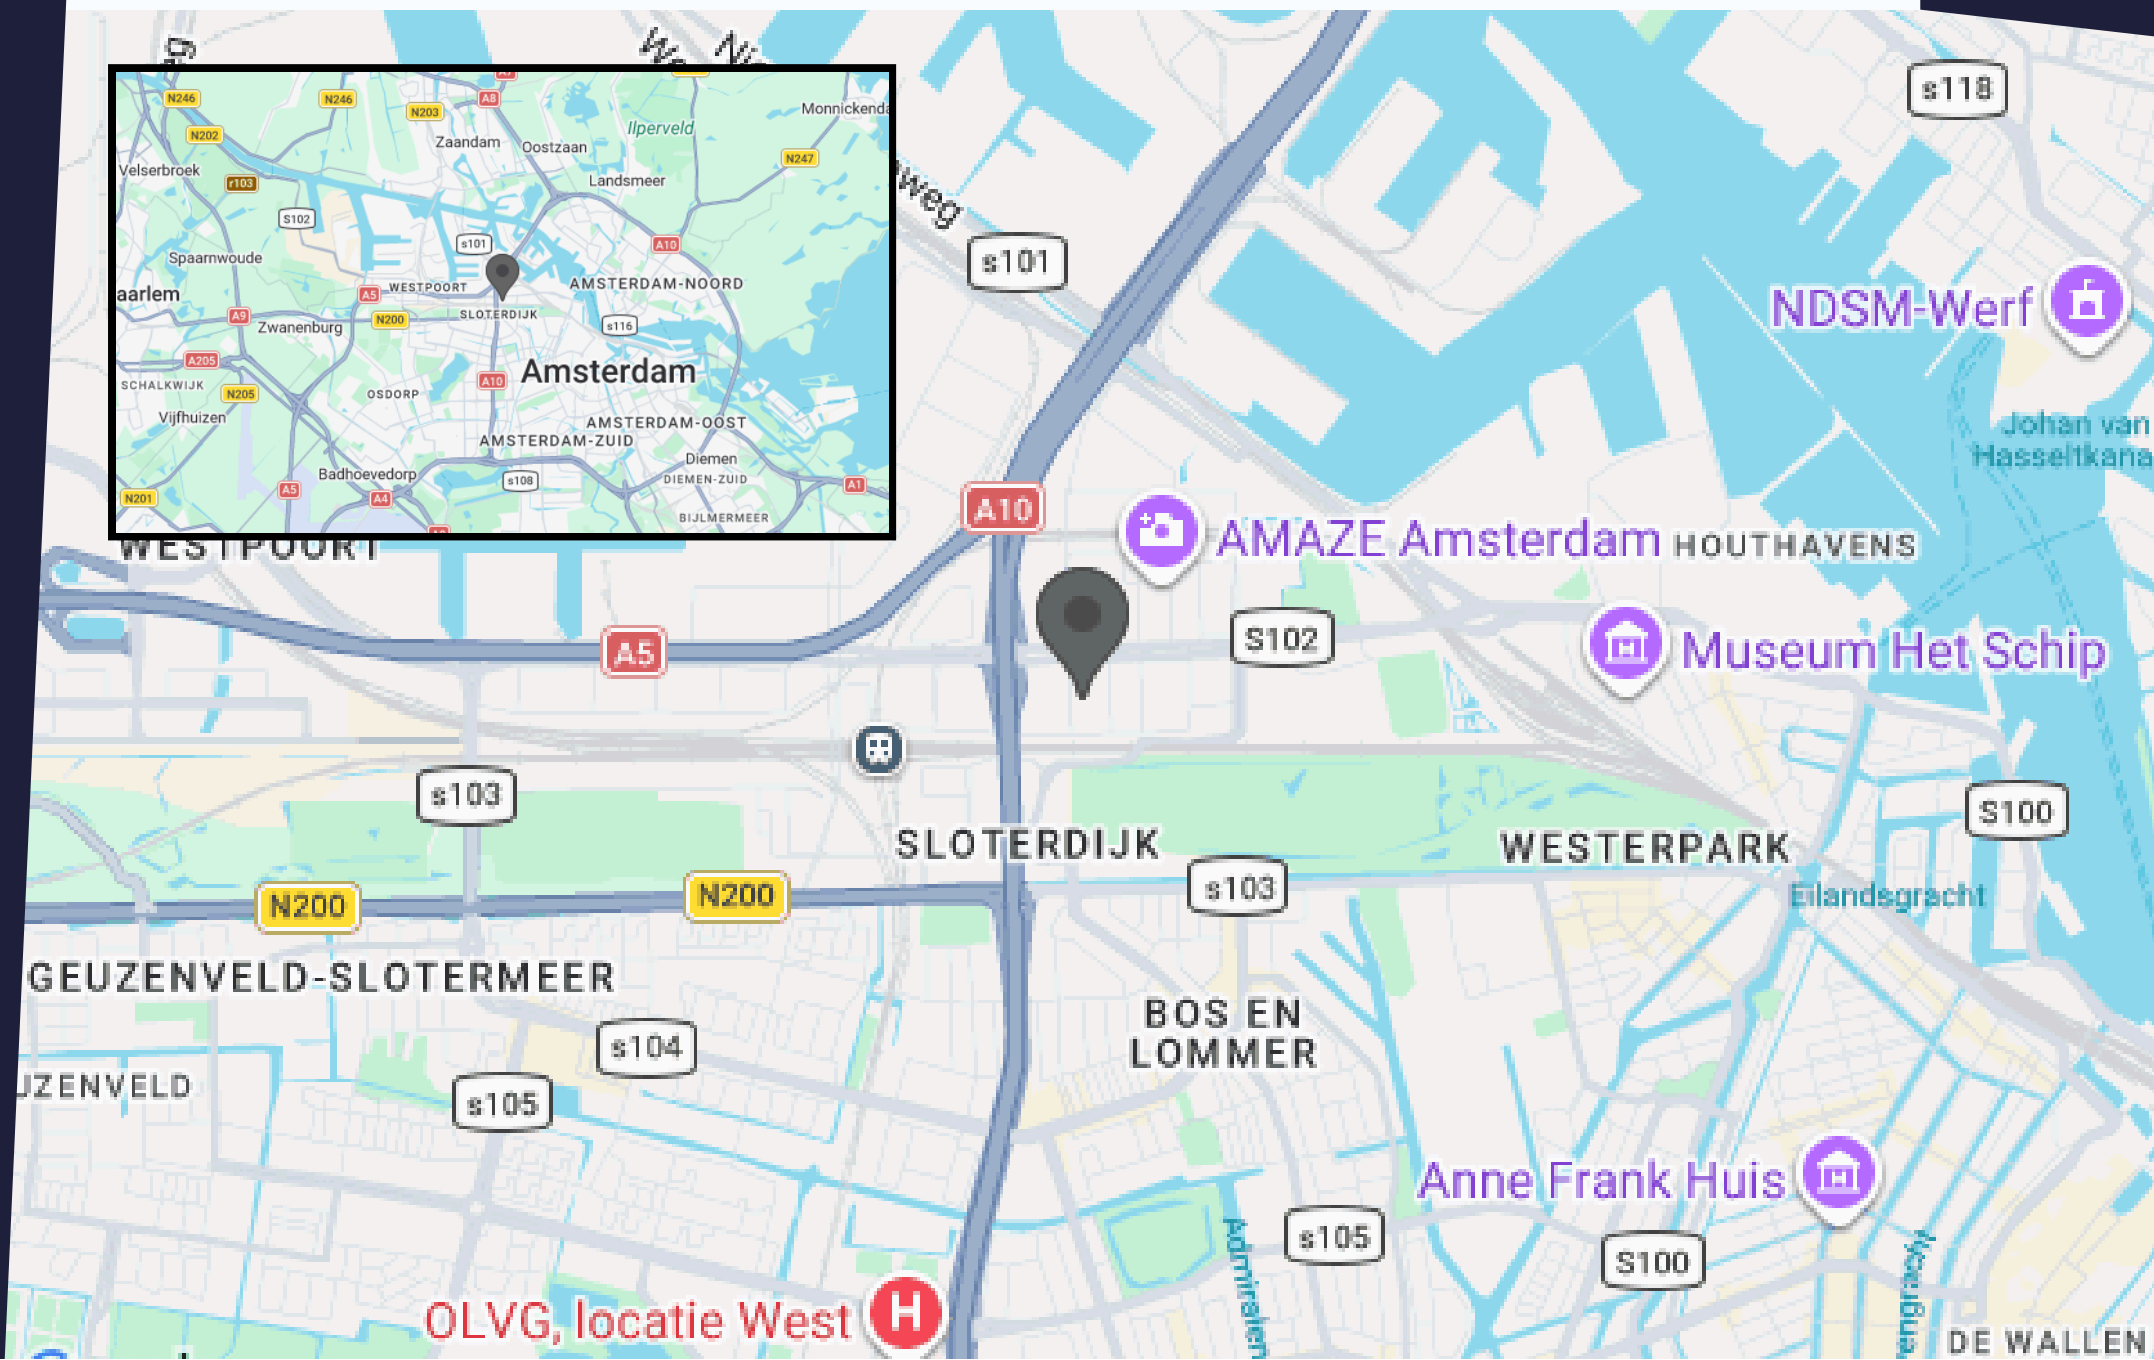 s118
N246
N246
N203
A8
Monnickenda
Ilperveld
N202
Zaandam
Oostzaan
N247
Velserbroek
r103
Landsmeer
weg
S102
s101
A10
s101
Spaarnwoude
AMSTERDAM-NOORD
WESTPOORT
aarlem
A5
NDSM-Werf
A9
N200
SLOTERDIJK
Zwanenburg
s116
A205
Amsterdam
SCHALKWIJK
N205
OSDORP
A10
Vijfhuizen
AMSTERDAM-OOST
AMSTERDAM-ZUID
Johan van
Hasseltkana
Badhoevedorp
Diemen
s108
DIEMEN-ZUID
N201
A5
A4
A1
BIJLMERMEER
A10
AMAZE Amsterdam
HOUTHAVENS
WESTPOORT
S102
A5
Museum Het Schip
s103
S100
SLOTERDIJK
WESTERPARK
s103
N200
N200
Eilandsgracht
GEUZENVELD-SLOTERMEER
BOS EN
LOMMER
s104
UZENVELD
s105
Anne Frank Huis
s105
S100
OLVG, locatie West
H
Admiralen
engracht
DE WALLEN